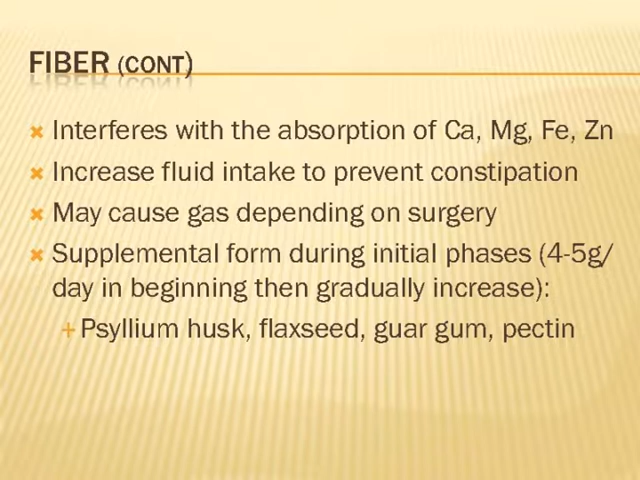 FIBER (CONT)
Interferes with the absorption of Ca, Mg, Fe, Zn
Increase fluid intake to prevent constipation
May cause gas depending on surgery
Supplemental form during initial phases (4-5g/
day in beginning then gradually increase):
Psyllium husk, flaxseed, guar gum, pectin